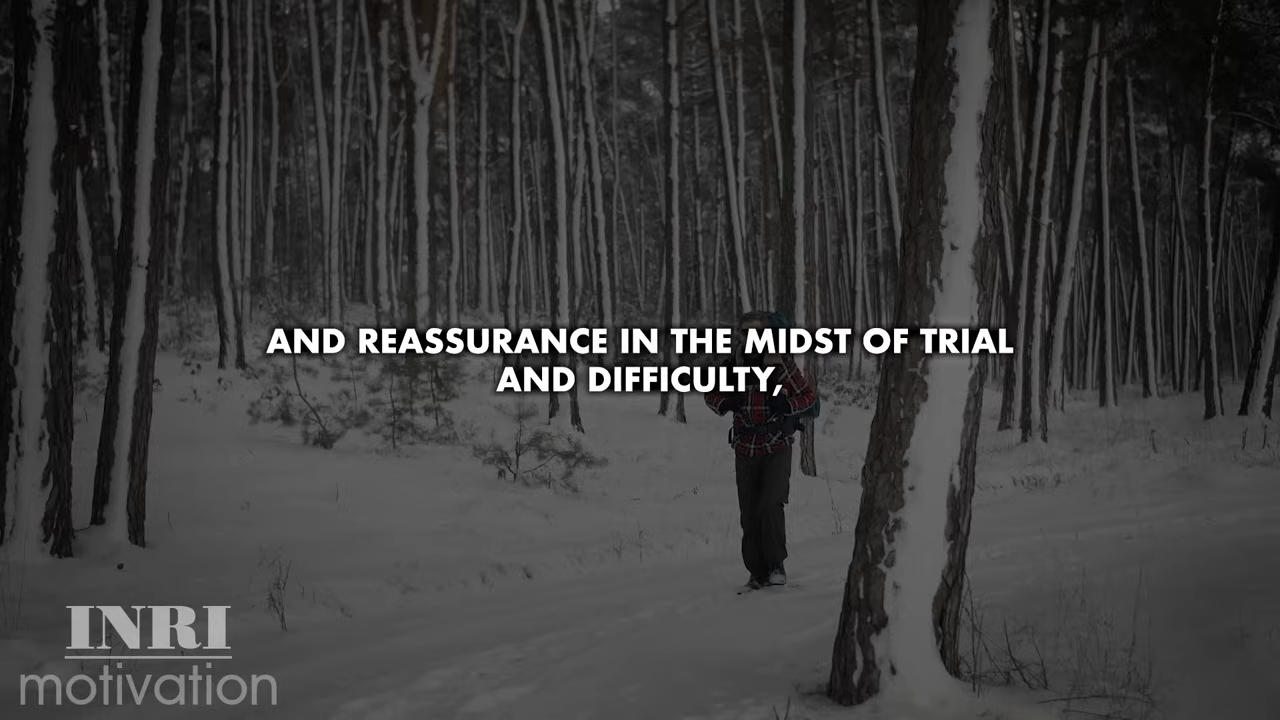 AND REASSURANCE IN THE MIDST OF TRIAL
AND DIFFICULTY,
INRI
motivation